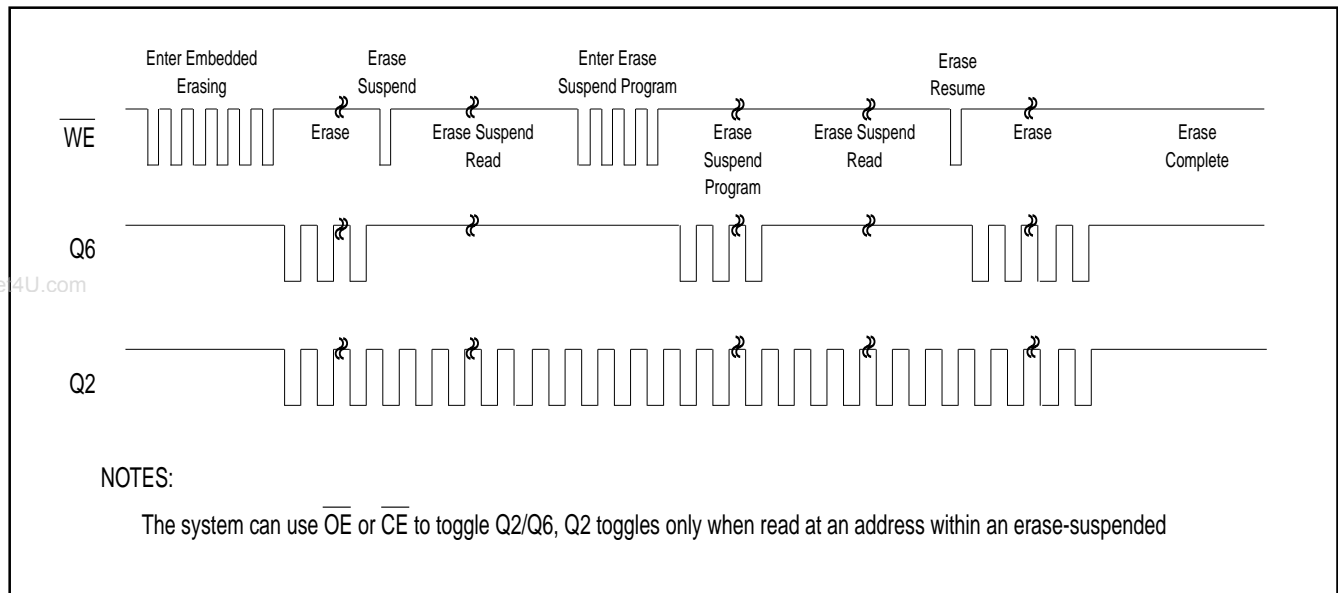 Enter Embedded
Erasing
Erase
Suspend
Enter Erase
Suspend Program
Erase
Resume
WE
Erase
Erase Suspend
Read
Erase
Suspend
Program
Erase Suspend
Read
Erase
Erase
Complete
Q6
et4U.com
Q2
NOTES:
The system can use OE or CE to toggle Q2/Q6, Q2 toggles only when read at an address within an erase-suspended